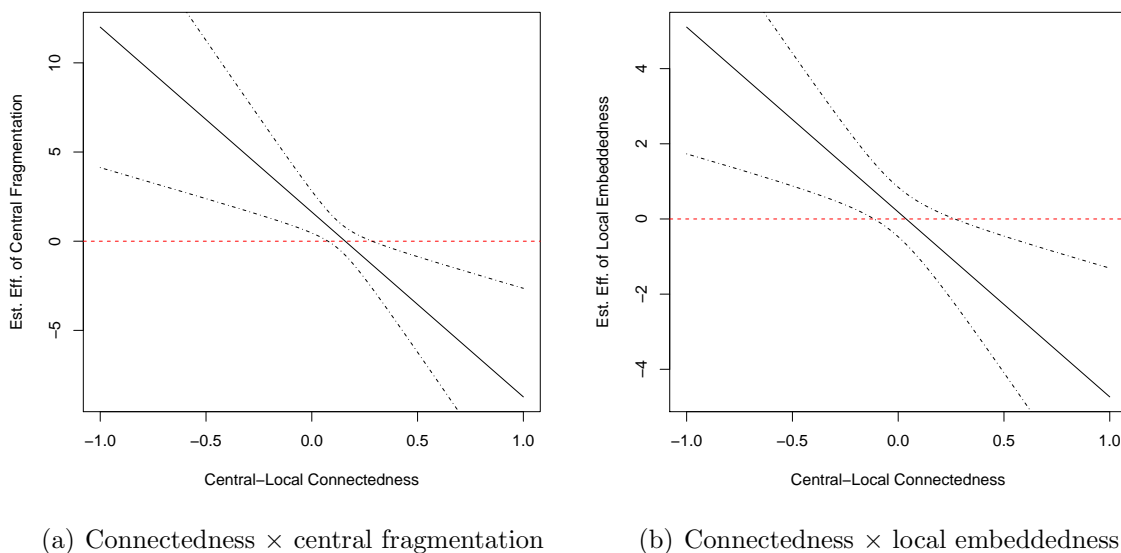 Est. Eff. of Central Fragmentation
10
5
0
−5
−1.0 −0.5 0.0 0.5 1.0
Central−Local Connectedness
(a) Connectedness × central fragmentation
Est. Eff. of Local Embeddedness
4
2
0
−2
−4
−1.0 −0.5 0.0 0.5 1.0
Central−Local Connectedness
(b) Connectedness × local embeddedness